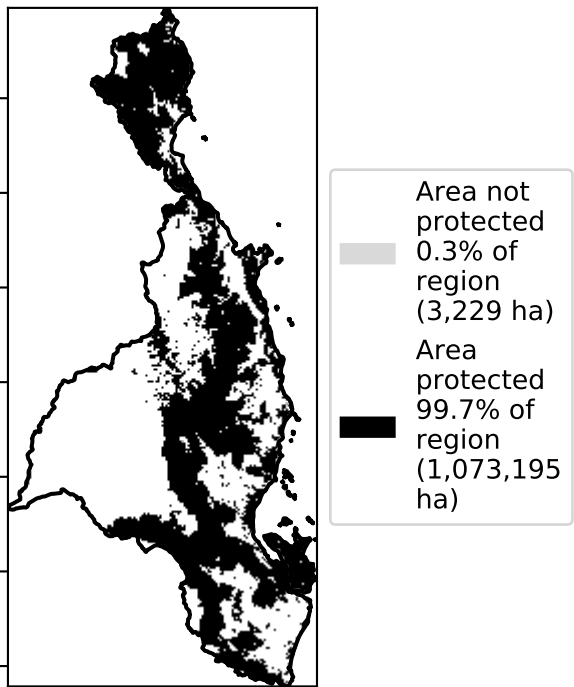 Area not
protected
0.3% of
region
(3,229 ha)
Area
protected
99.7% of
region
(1,073,195
ha)